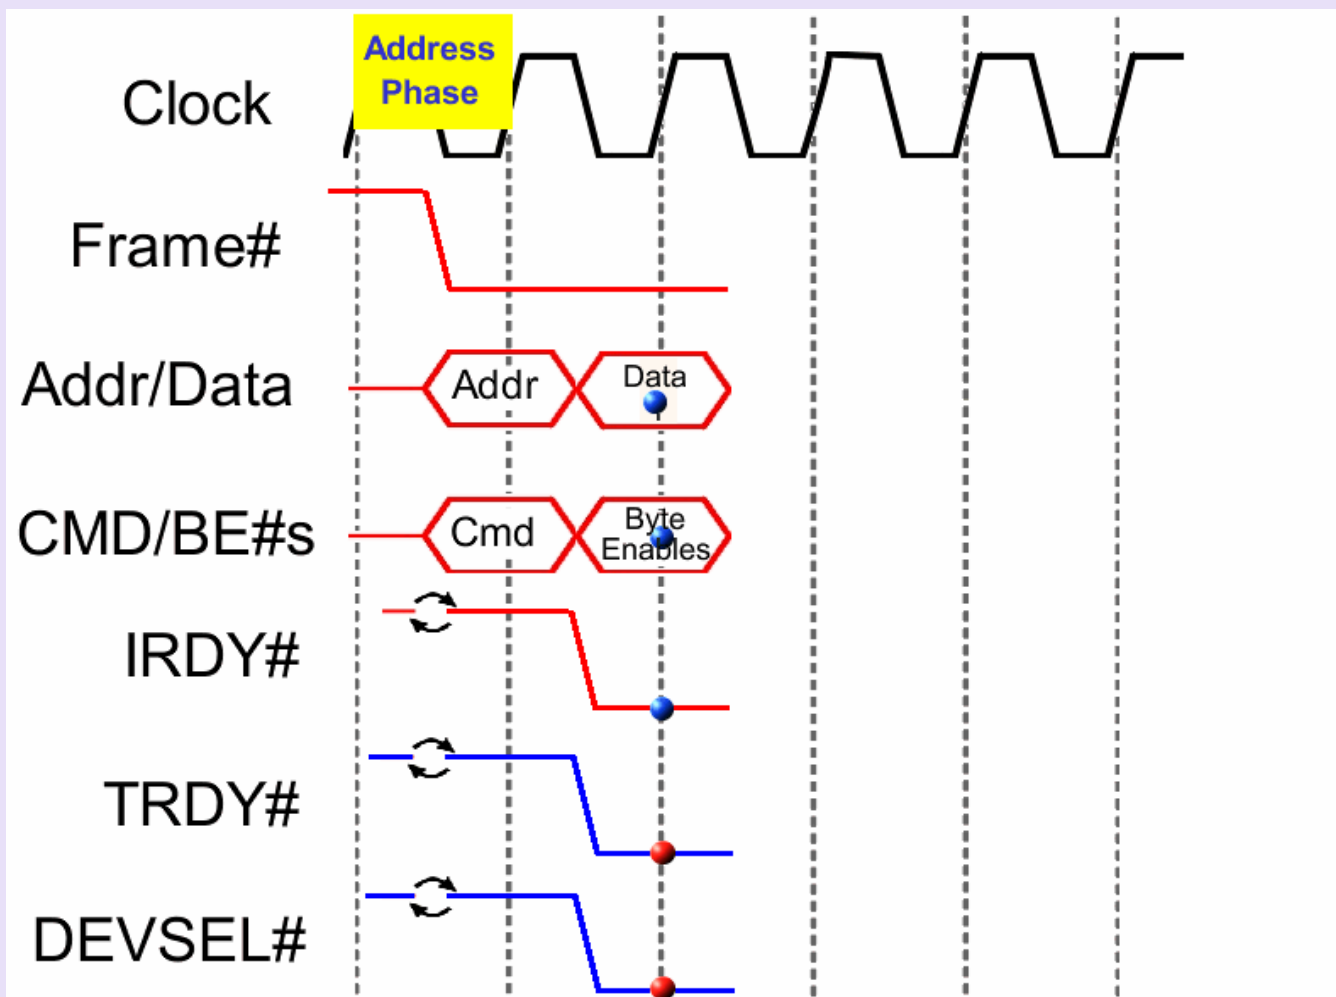 Address
Phase
Clock
Frame#
Addr/Data
Addr
Data
CMD/BE#s
Cmd
Byte
Enables
IRDY#
TRDY#
DEVSEL#